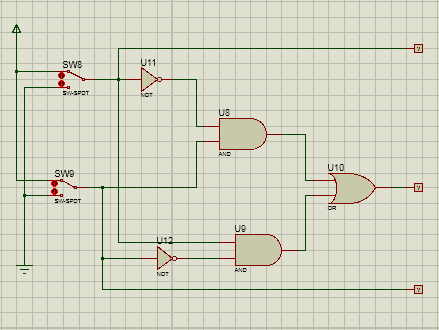 SW8
SW-SPDT
U11
NOT
?
U8
AND
SW9
SW-SPDT
U10
OR
?
U12
NOT
U9
AND
?